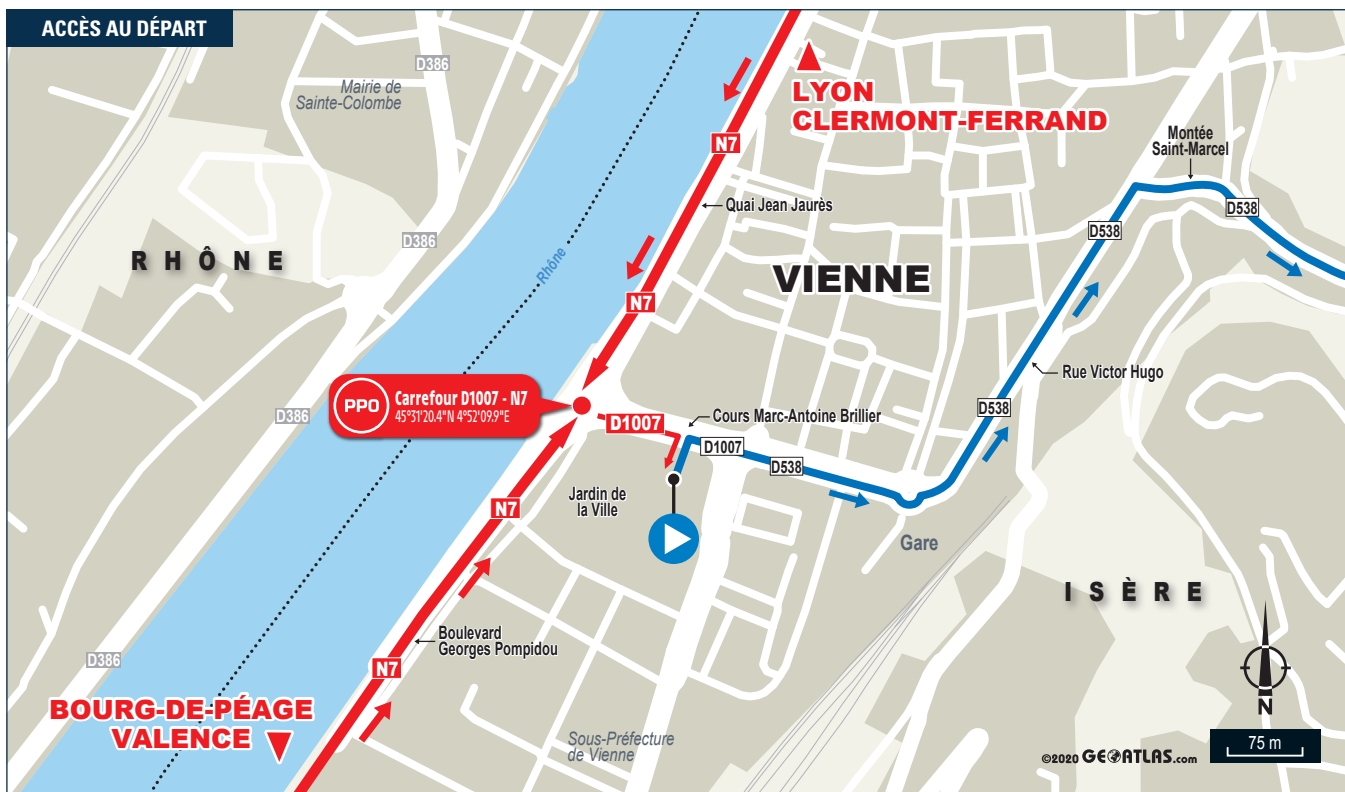 ACCÈS AU DÉPART
D386
Mairie de
Sainte-Colombe
LYON
CLERMONT-FERRAND
N7
Montée
Saint-Marcel
Quai Jean Jaurès
D538
D538
D386
RHÔNE
Rhône
VIENNE
N7
Rue Victor Hugo
PPO
Carrefour D1007 - N7
45°31'20.4"N 4°52'09.9"E
D386
D538
Cours Marc-Antoine Brillier
D1007
D1007
D538
Jardin de
la Ville
N7
Gare
ISÈRE
Boulevard
Georges Pompidou
D386
N7
BOURG-DE-PÉAGE
VALENCE
Sous-Préfecture
de Vienne
N
75 m
©2020 GEOATLAS.com